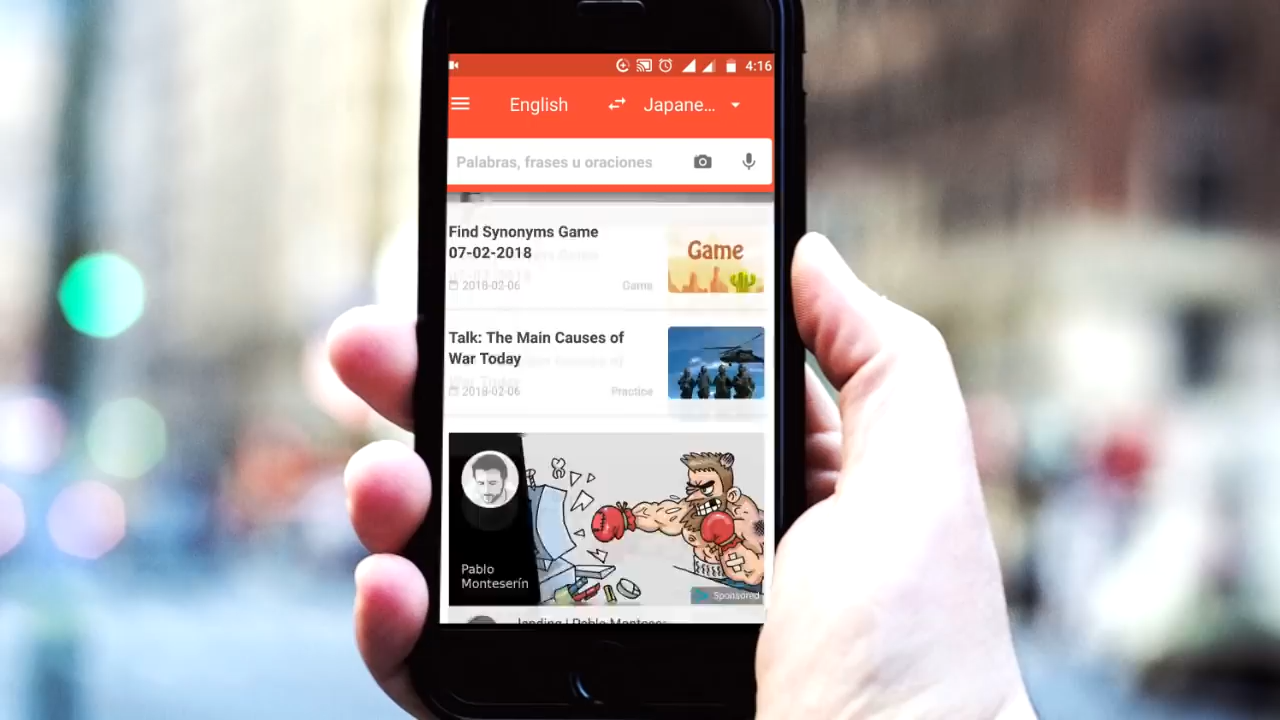 4:16
English
Japane...
Palabras, frases u oraciones
Find Synonyms Game
07-02-2018
2018-02-06
Game
Game
Talk: The Main Causes of
War Today
2018-02-06
Practice
Pablo
Monteserín
Sponsored